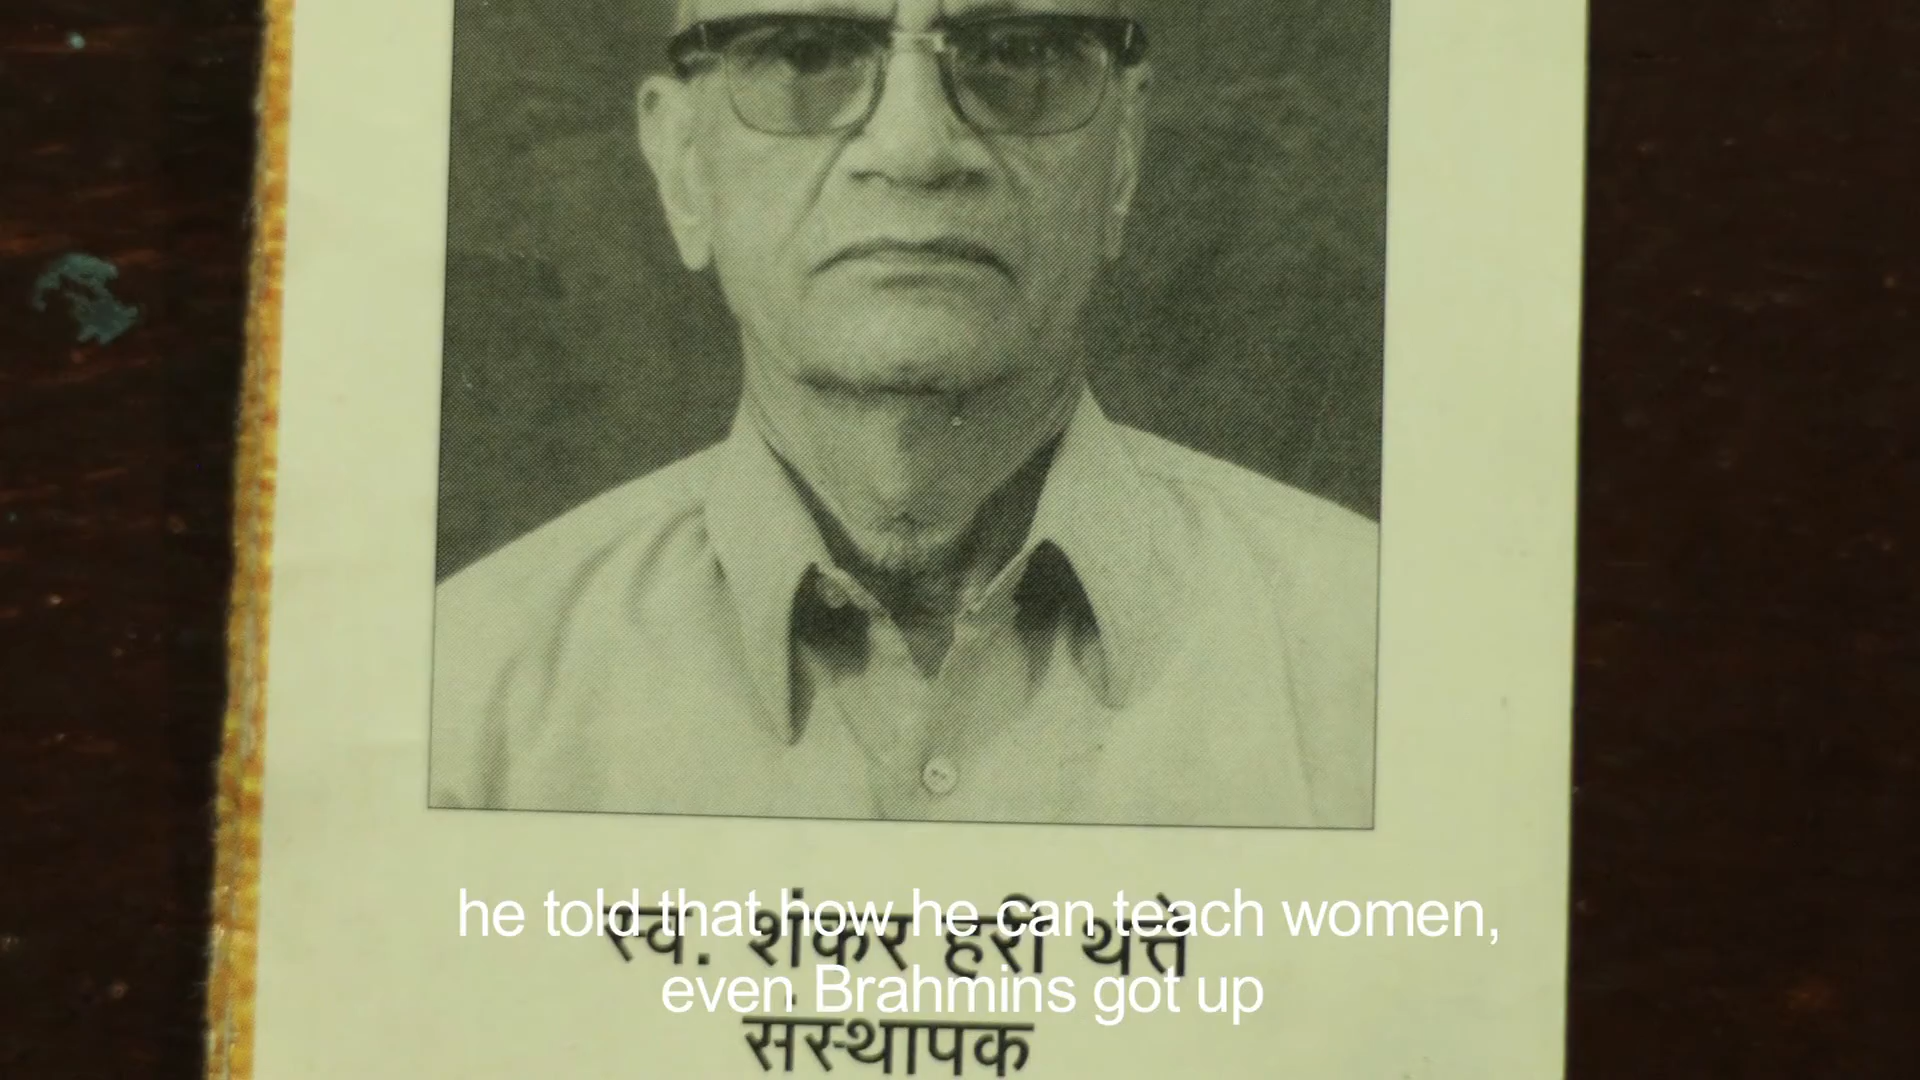 he told that how he can teach women,
स्व. शंकर हरी थत्ते
even Brahmins got up
संस्थापक